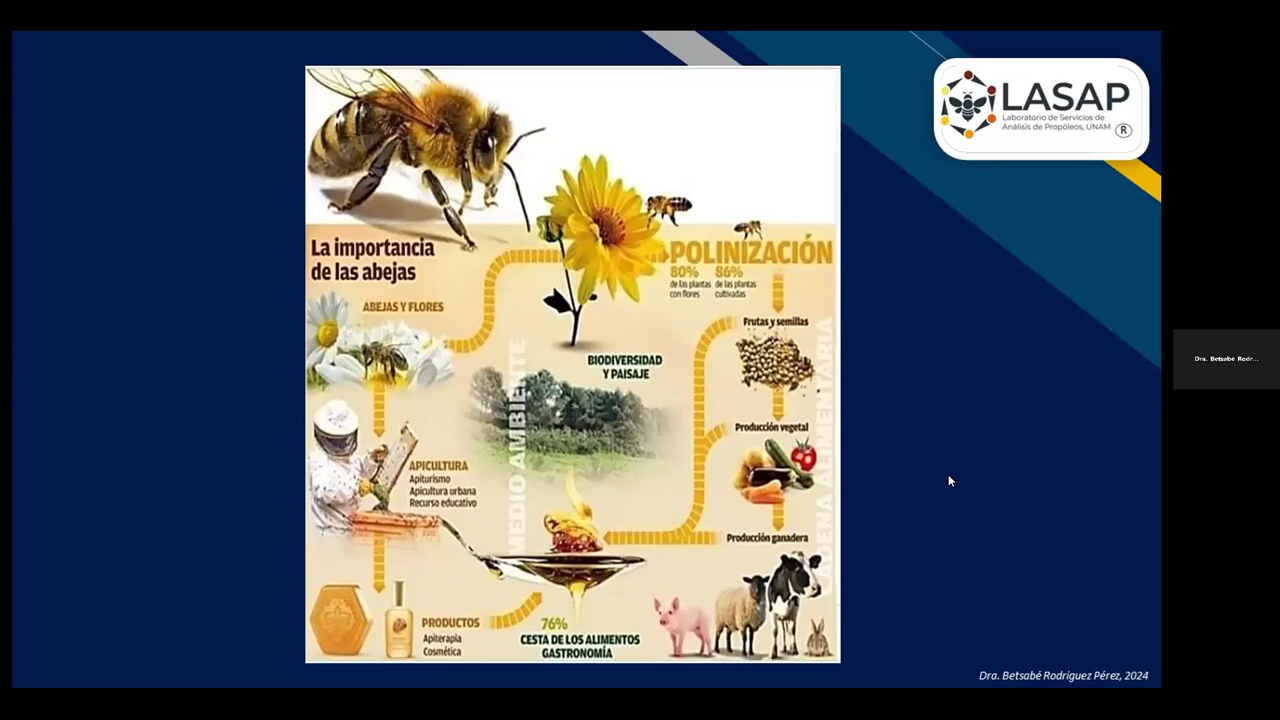 LASAP
Laboratorio de Servicios de
Análisis de Propóleos, UNAM ®
La importancia
de las abejas
ABEJAS Y FLORES
POLINIZACIÓN
80% 86%
de las plantas de las plantas
con flores cultivadas
Frutas y semillas
BIODIVERSIDAD
Y PAISAJE
MEDIO AMBIENTE
CADENA ALIMENTARIA
Producción vegetal
APICULTURA
Apiturismo
Apicultura urbana
Recurso educativo
Producción ganadera
PRODUCTOS
Apiterapia
Cosmética
76%
CESTA DE LOS ALIMENTOS
GASTRONOMÍA
Dra. Betsabé Rodríguez Pérez, 2024
Dra. Betsabé Rodr...